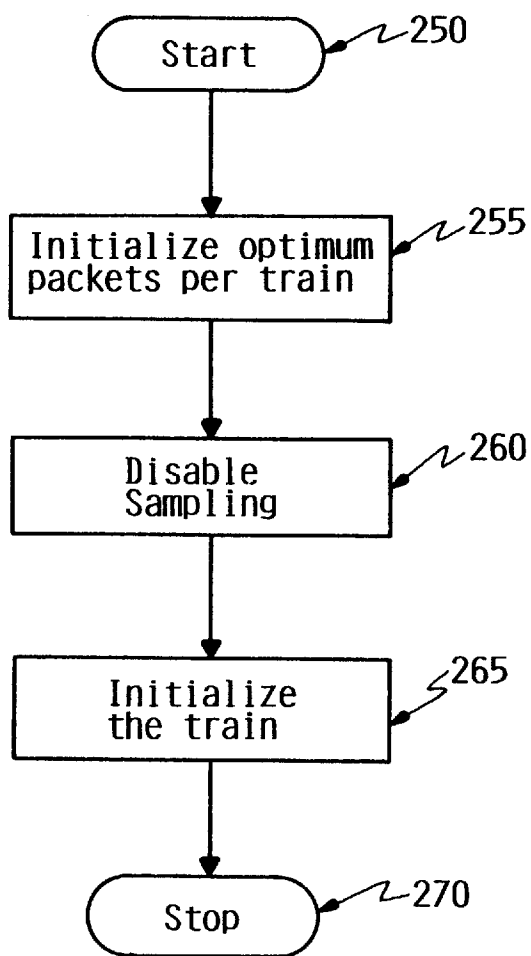 Start
250
Initialize optimum
packets per train
255
Disable
Sampling
260
Initialize
the train
265
Stop
270